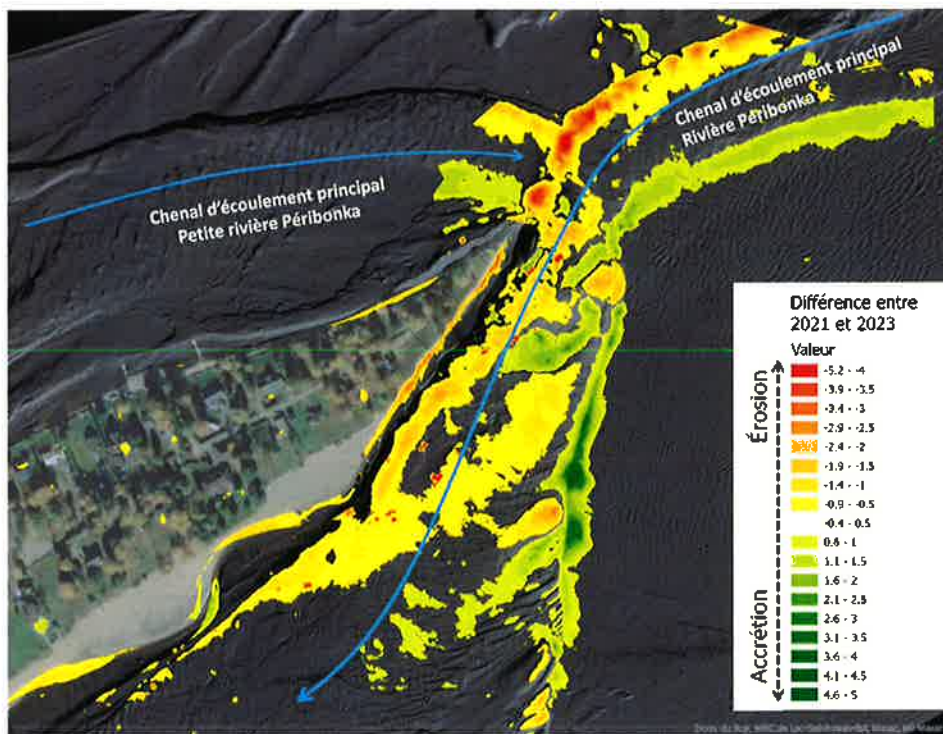 Chenal d'écoulement principal
Rivière Péribonka
Chenal d'écoulement principal
Petite rivière Péribonka
Différence entre
2021 et 2023
Valeur
-5.2 - -4
-3.9 - -3.5
-3.4 - -3
-2.9 - -2.5
-2.4 - -2
-1.9 - -1.5
-1.4 - -1
-0.9 - -0.5
-0.4 - 0.5
0.6 - 1
1.1 - 1.5
1.6 - 2
2.1 - 2.5
2.6 - 3
3.1 - 3.5
3.6 - 4
4.1 - 4.5
4.6 - 5
Érosion
Accrétion